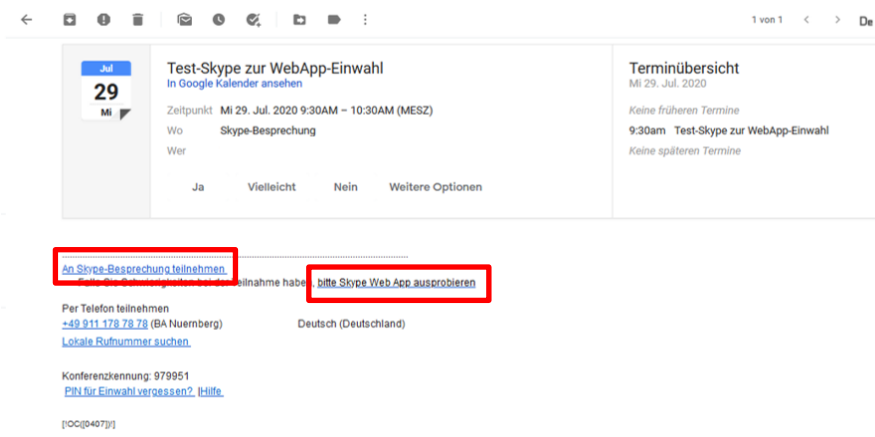 1 von 1
De
Jul
29
Mi
Test-Skype zur WebApp-Einwahl
In Google Kalender ansehen
Zeitpunkt Mi 29. Jul. 2020 9:30AM – 10:30AM (MESZ)
Wo Skype-Besprechung
Wer
Ja Vielleicht Nein Weitere Optionen
Terminübersicht
Mi 29. Jul. 2020
Keine früheren Termine
9:30am Test-Skype zur WebApp-Einwahl
Keine späteren Termine
An Skype-Besprechung teilnehmen
Falls Sie Schwierigkeiten bei der Teilnahme haben, bitte Skype Web App ausprobieren
Per Telefon teilnehmen
+49 911 178 78 78 (BA Nuernberg) Deutsch (Deutschland)
Lokale Rufnummer suchen
Konferenzkennung: 979951
PIN für Einwahl vergessen? |Hilfe
[!OC([0407])!]